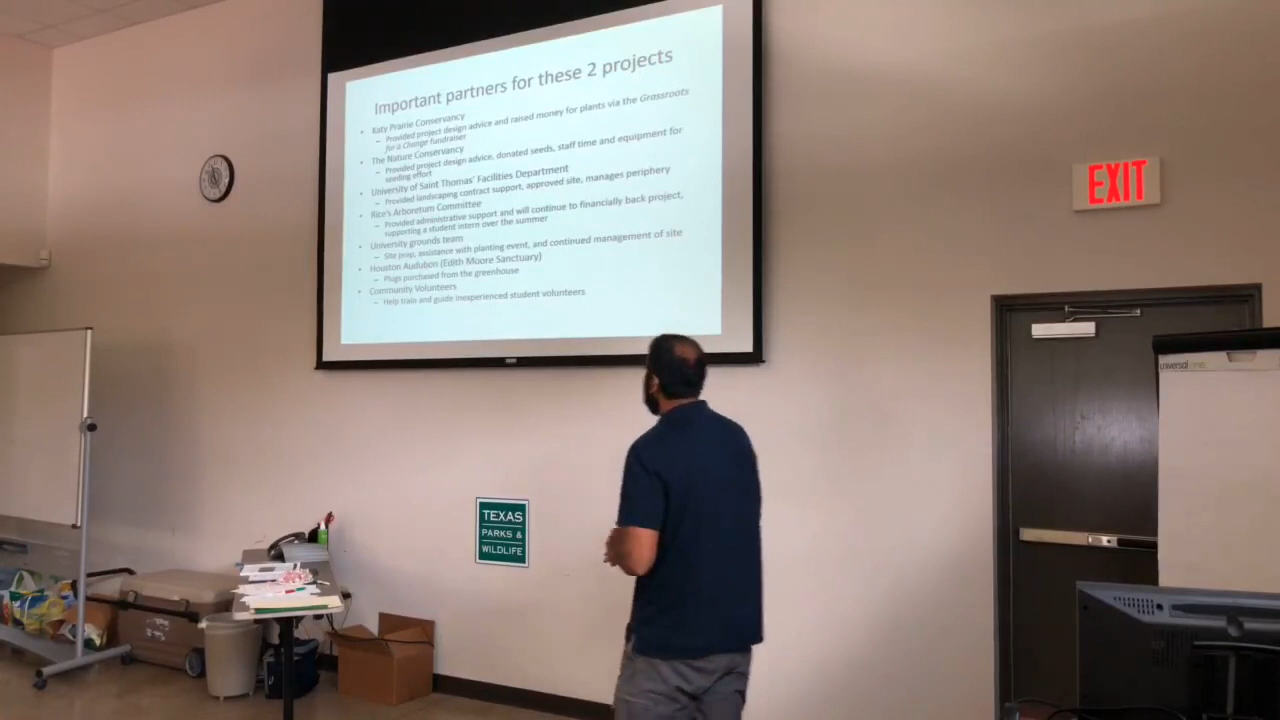 Important partners for these 2 projects
• Katy Prairie Conservancy
– Provided project design advice and raised money for plants via the Grassroots
for a Change fundraiser
• The Nature Conservancy
– Provided project design advice, donated seeds, staff time and equipment for
seeding effort
• University of Saint Thomas' Facilities Department
– Provided landscaping contract support, approved site, manages periphery
• Rice's Arboretum Committee
– Provided administrative support and will continue to financially back project,
supporting a student intern over the summer
• University grounds team
– Site prep, assistance with planting event, and continued management of site
• Houston Audubon (Edith Moore Sanctuary)
– Plugs purchased from the greenhouse
• Community Volunteers
– Help train and guide inexperienced student volunteers
EXIT
universal one
TEXAS
PARKS &
WILDLIFE